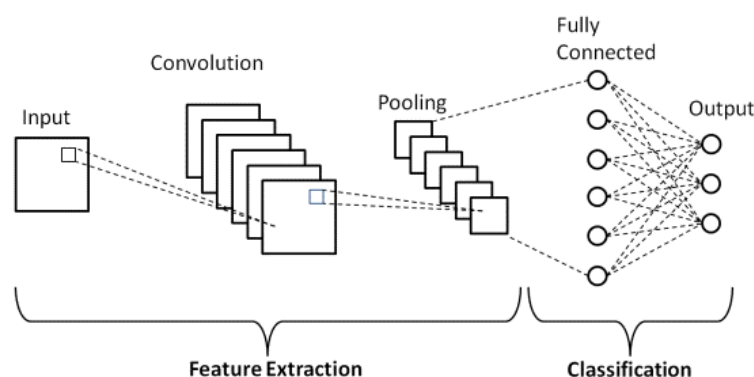 Fully
Connected
Convolution
Pooling
Output
Input
Feature Extraction
Classification